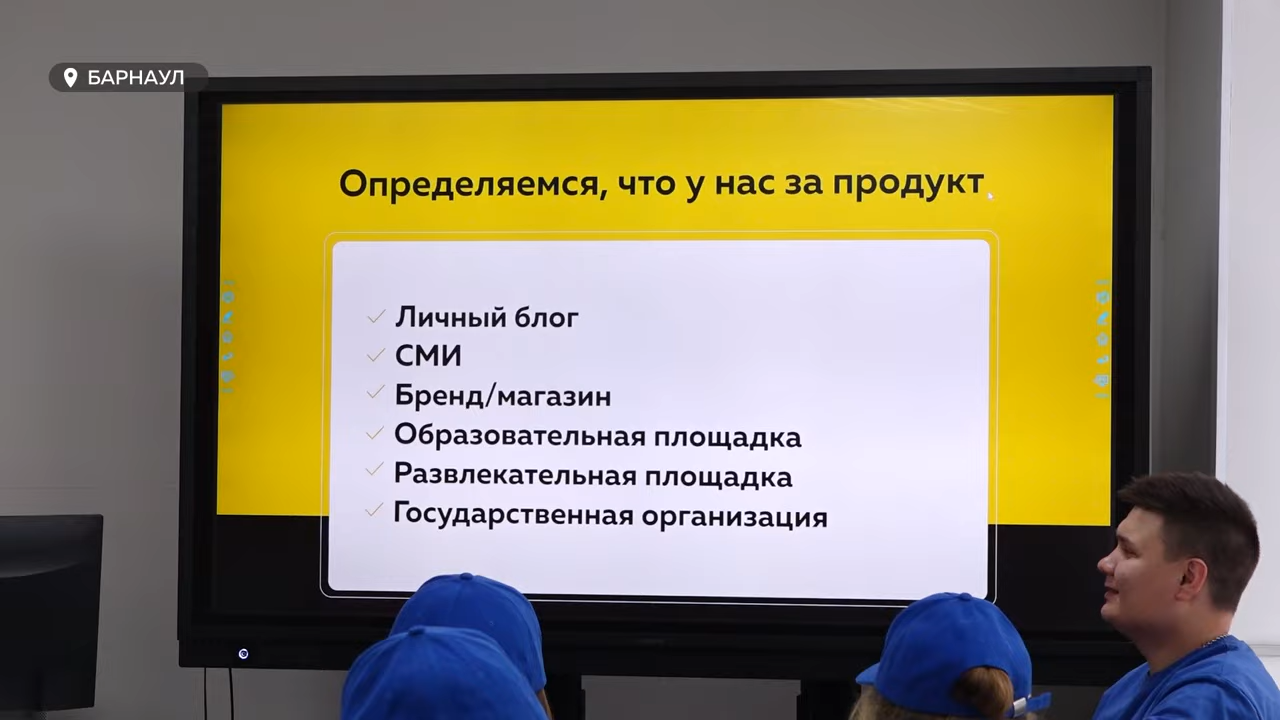 БАРНАУЛ
Определяемся, что у нас за продукт
Личный блог
СМИ
Бренд/магазин
Образовательная площадка
Развлекательная площадка
Государственная организация